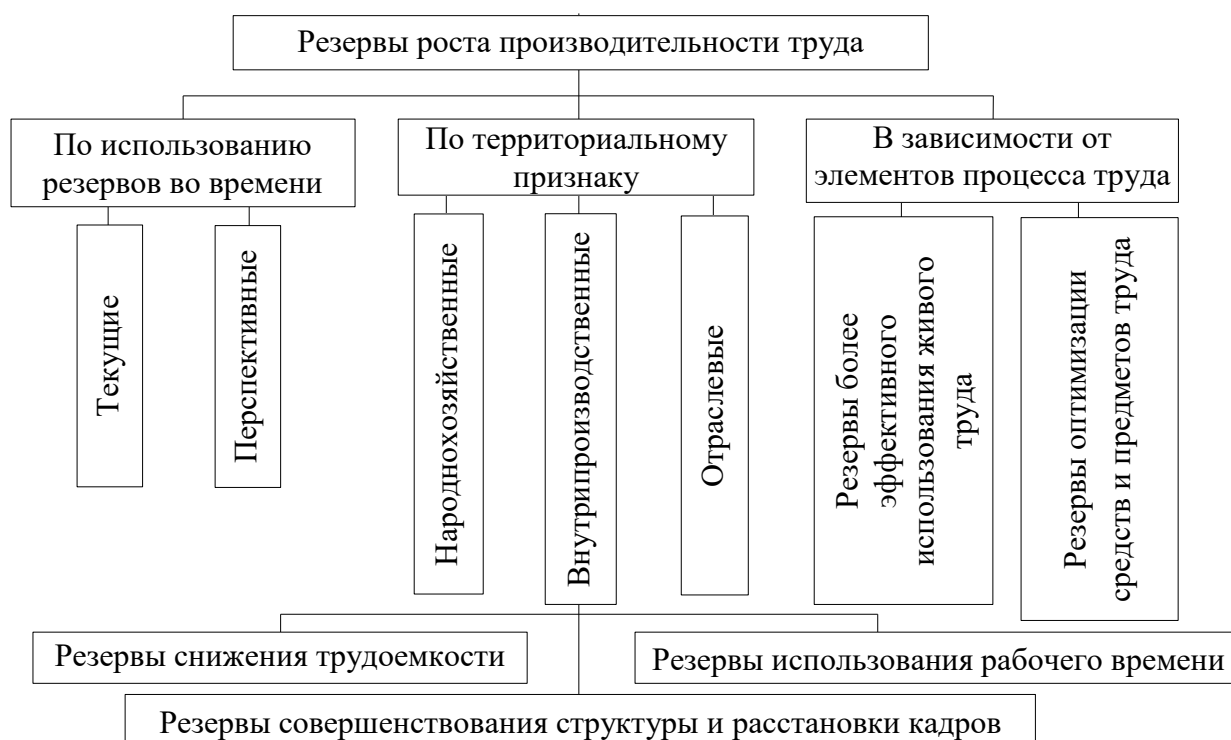 Резервы роста производительности труда
По использованию
резервов во времени
По территориальному
признаку
В зависимости от
элементов процесса труда
Текущие
Перспективные
Народнохозяйственные
Внутрипроизводственные
Отраслевые
Резервы более
эффективного
использования живого
труда
Резервы оптимизации
средств и предметов труда
Резервы снижения трудоемкости
Резервы использования рабочего времени
Резервы совершенствования структуры и расстановки кадров